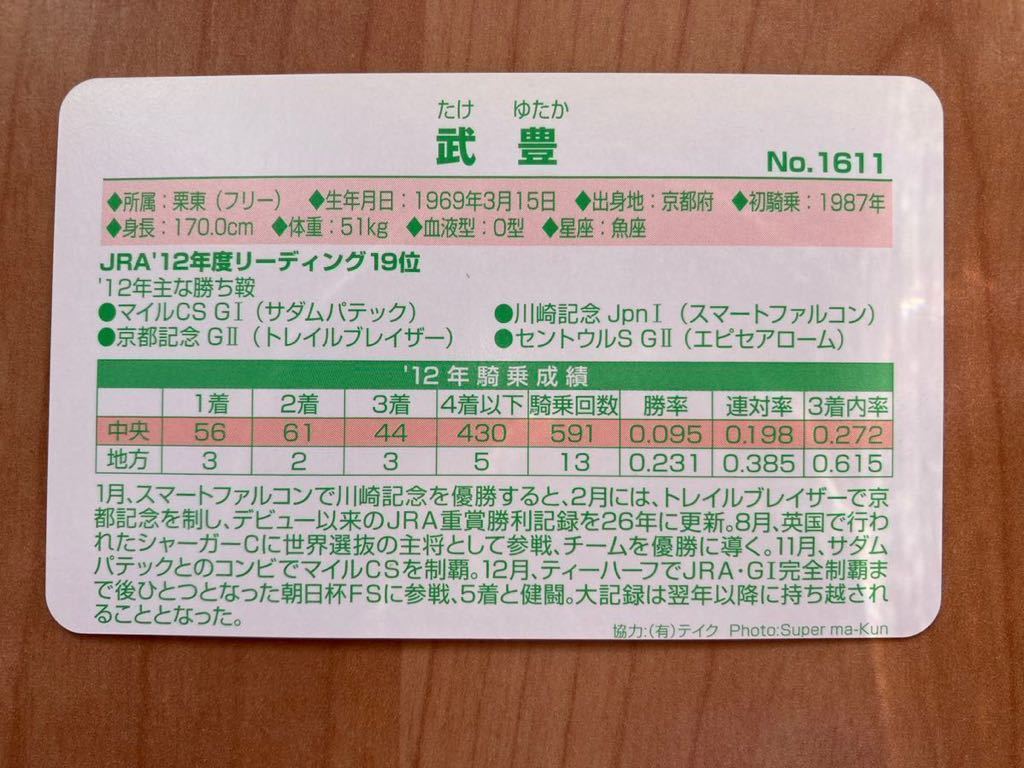 たけ ゆたか
武 豊
No.1611
◆所属：栗東（フリー） ◆生年月日：1969年3月15日 ◆出身地：京都府 ◆初騎乗：1987年
◆身長：170.0cm ◆体重：51kg ◆血液型：O型 ◆星座：魚座
JRA'12年度リーディング19位
'12年主な勝ち鞍
●マイルCS GⅠ（サダムパテック） ●川崎記念 JpnⅠ（スマートファルコン）
●京都記念 GⅡ（トレイルブレイザー） ●セントウルS GⅡ（エピセアローム）
'12年騎乗成績
1着 2着 3着 4着以下 騎乗回数 勝率 連対率 3着内率
中央 56 61 44 430 591 0.095 0.198 0.272
地方 3 2 3 5 13 0.231 0.385 0.615
1月、スマートファルコンで川崎記念を優勝すると、2月には、トレイルブレイザーで京
都記念を制し、デビュー以来のJRA重賞勝利記録を26年に更新。8月、英国で行わ
れたシャーガーCに世界選抜の主将として参戦、チームを優勝に導く。11月、サダム
パテックとのコンビでマイルCSを制覇。12月、ティーハーフでJRA・GⅠ完全制覇ま
で後ひとつとなった朝日杯FSに参戦、5着と健闘。大記録は翌年以降に持ち越され
ることとなった。
協力：(有)テイク Photo:Super ma-Kun